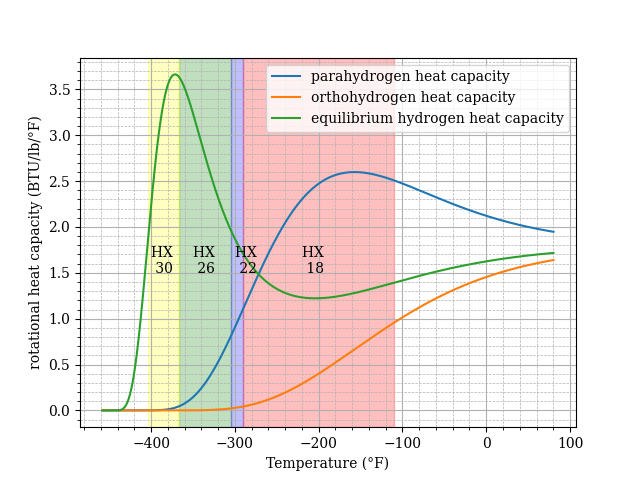 parahydrogen heat capacity
orthohydrogen heat capacity
equilibrium hydrogen heat capacity
rotational heat capacity (BTU/lb/°F)
3.5
3.0
2.5
2.0
1.5
1.0
0.5
0.0
HX
30
HX
26
HX
22
HX
18
−400
−300
−200
−100
0
100
Temperature (°F)